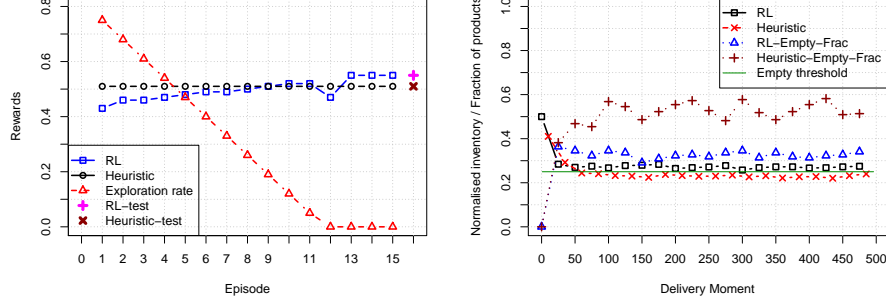 Rewards
0.0
0.2
0.4
0.6
0.8
RL
Heuristic
Exploration rate
RL−test
Heuristic−test
0 1 2 3 4 5 6 7 8 9 11 13 15
Episode
Normalised inventory / Fraction of products
0.0
0.2
0.4
0.6
0.8
1.0
RL
Heuristic
RL−Empty−Frac
Heuristic−Empty−Frac
Empty threshold
0 50 100 150 200 250 300 350 400 450 500
Delivery Moment